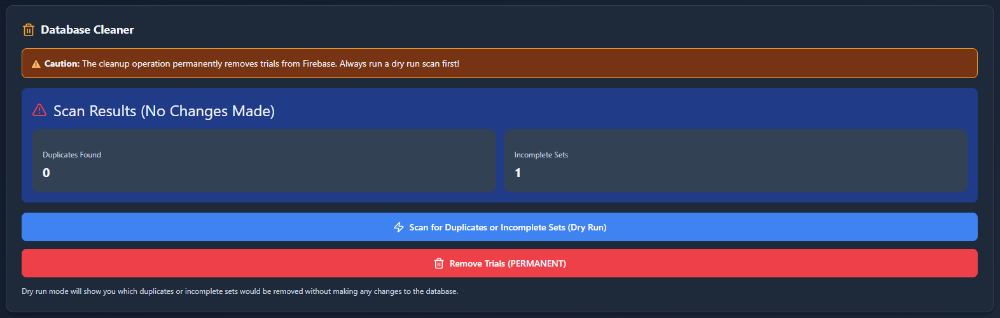 Database Cleaner
Caution: The cleanup operation permanently removes trials from Firebase. Always run a dry run scan first!
Scan Results (No Changes Made)
Duplicates Found
0
Incomplete Sets
1
Scan for Duplicates or Incomplete Sets (Dry Run)
Remove Trials (PERMANENT)
Dry run mode will show you which duplicates or incomplete sets would be removed without making any changes to the database.